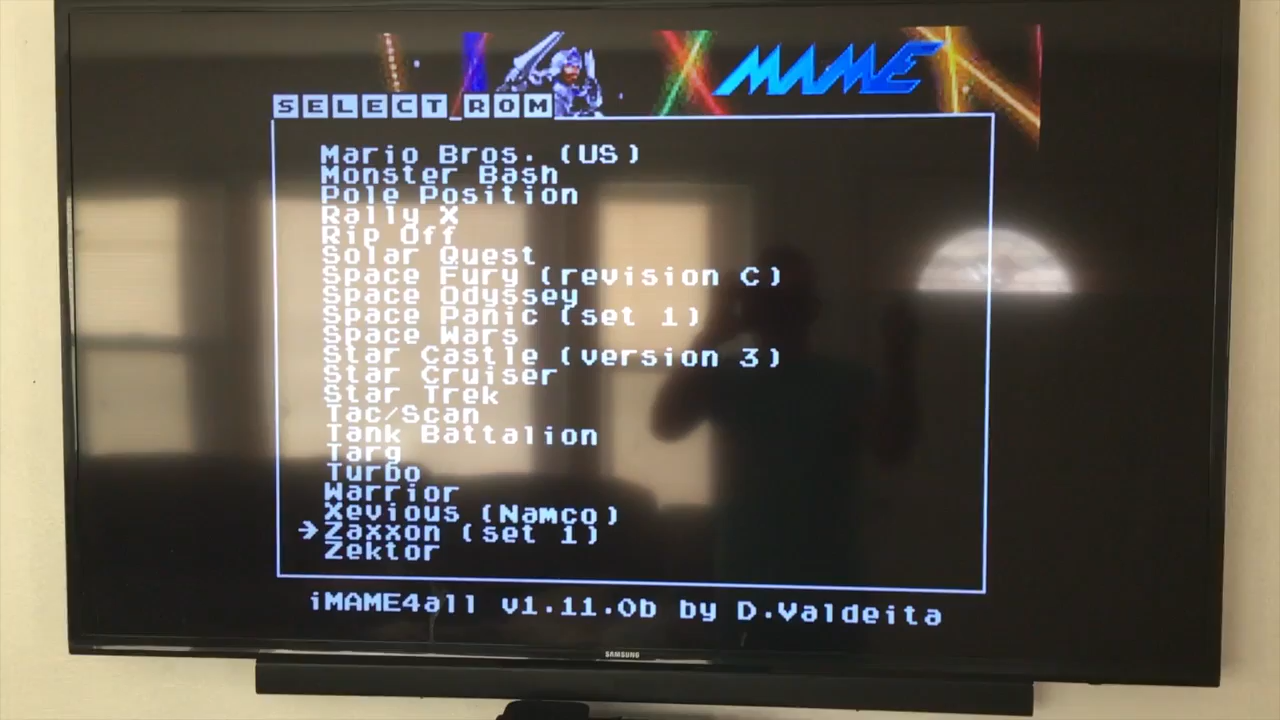 MAME
SELECT_ROM
Mario Bros. (US)
Monster Bash
Pole Position
Rally X
Rip Off
Solar Quest
Space Fury (revision C)
Space Odyssey
Space Panic (set 1)
Space Wars
Star Castle (version 3)
Star Cruiser
Star Trek
Tac/Scan
Tank Battalion
Targ
Turbo
Warrior
Xevious (Namco)
→Zaxxon (set 1)
Zektor
iMAME4all v1.11.0b by D.Valdeita
SAMSUNG